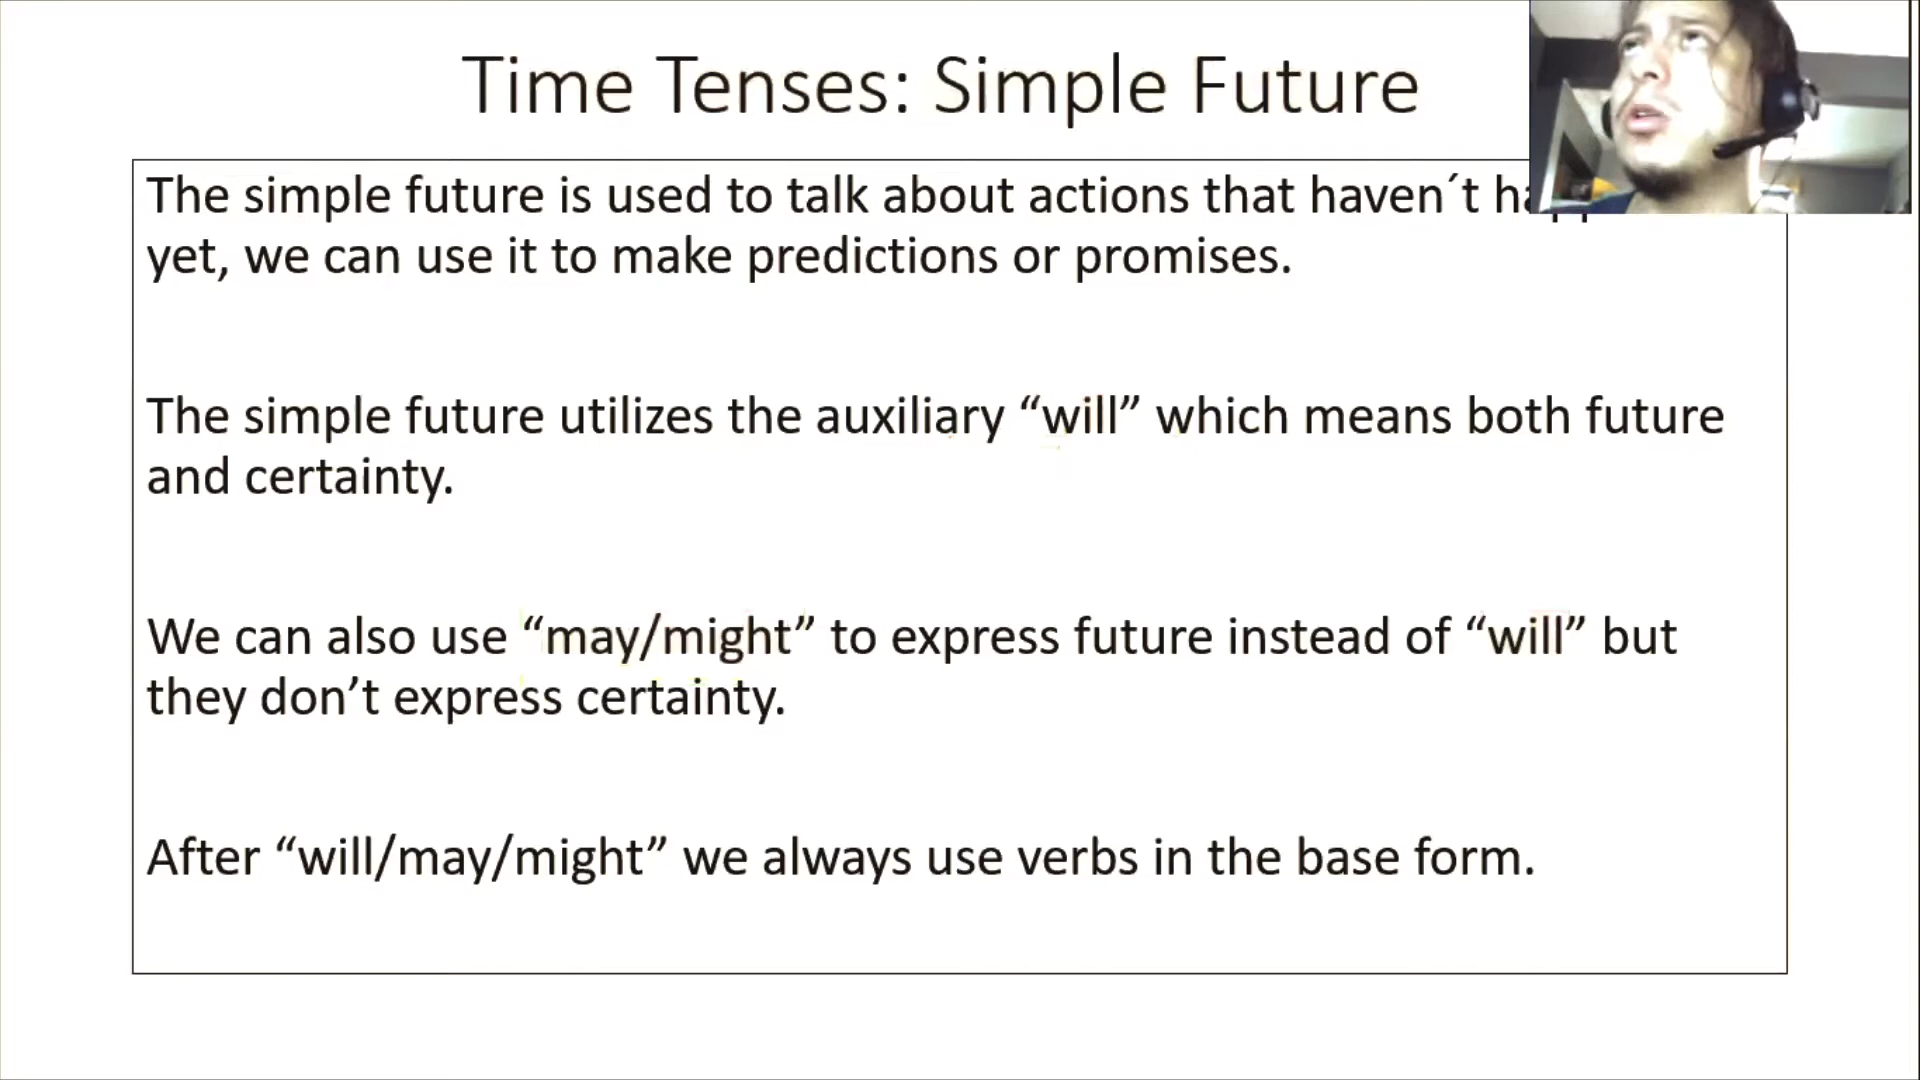 Time Tenses: Simple Future
The simple future is used to talk about actions that haven´t
yet, we can use it to make predictions or promises.
The simple future utilizes the auxiliary “will” which means both future
and certainty.
We can also use “may/might” to express future instead of “will” but
they don’t express certainty.
After “will/may/might” we always use verbs in the base form.